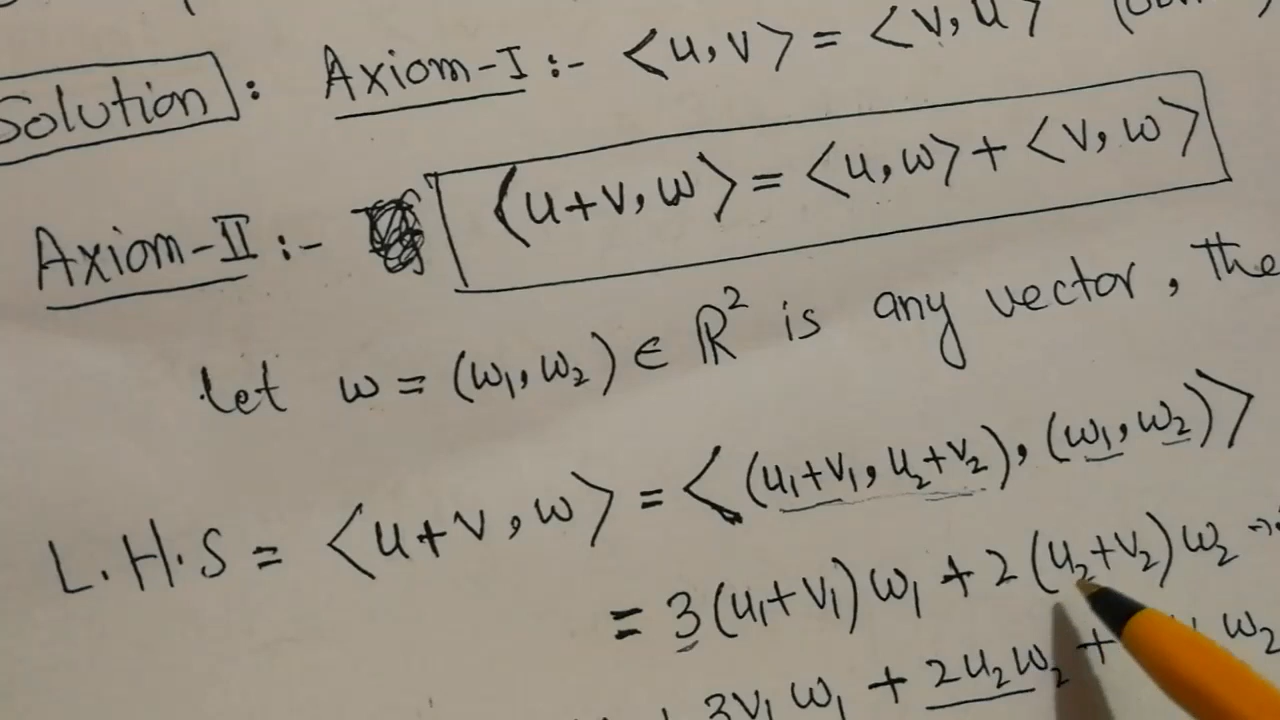 Solution : Axiom-I :- <u, v> = <v, u>
Axiom-II :- <u+v, w> = <u, w> + <v, w>
Let w = (w₁, w₂) ∈ ℝ² is any vector, the
L.H.S = <u+v, w> = <(u₁+v₁, u₂+v₂), (w₁, w₂)>
= 3(u₁+v₁)w₁ + 2(u₂+v₂)w₂
3v₁w₁ + 2u₂w₂ + w₂